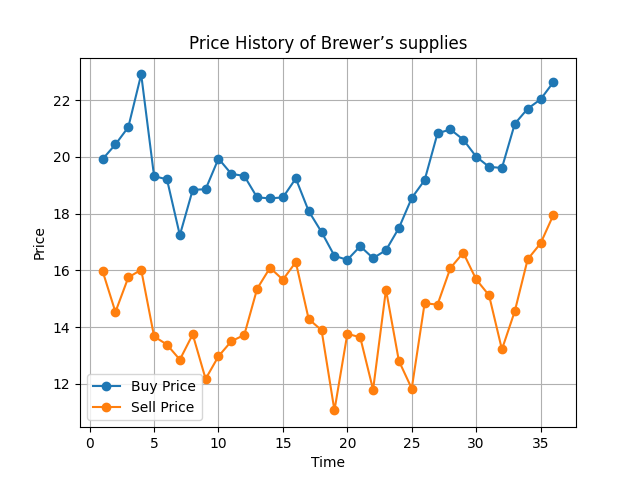 Price History of Brewer’s supplies
Price
22
20
18
16
14
12
Buy Price
Sell Price
0 5 10 15 20 25 30 35
Time